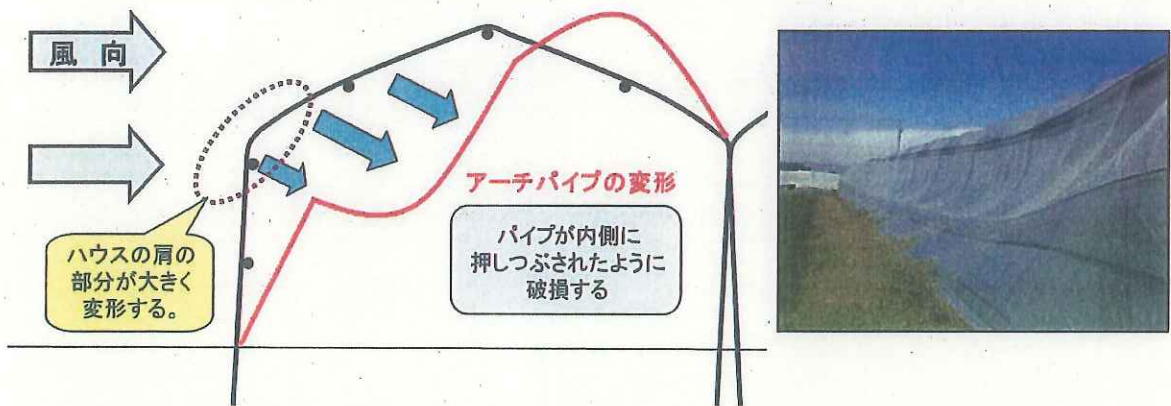 風 向
ハウスの肩の
部分が大きく
変形する。
アーチパイプの変形
パイプが内側に
押しつぶされたように
破損する